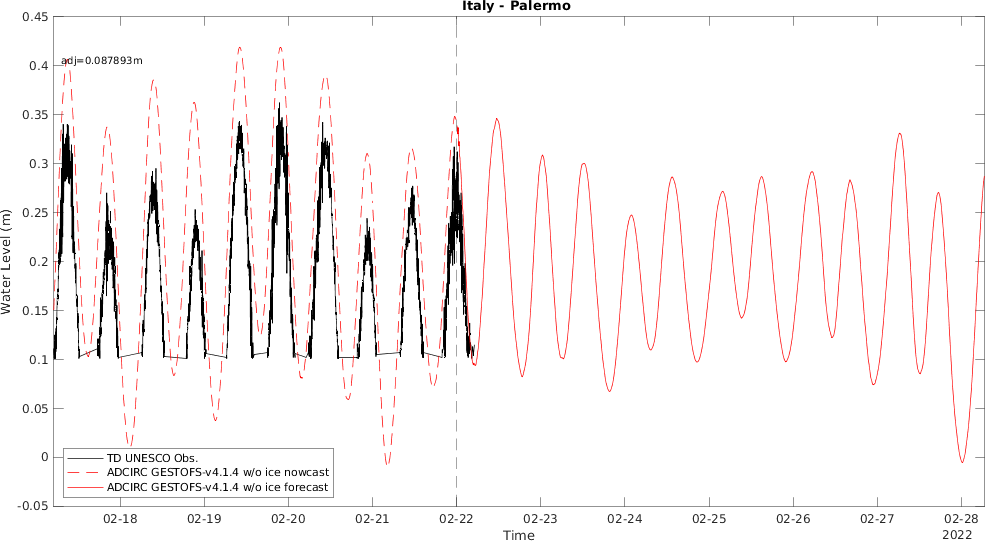 Italy - Palermo
adj=0.087893m
0.45
0.4
0.35
0.3
0.25
0.2
0.15
0.1
0.05
0
-0.05
Water Level (m)
TD UNESCO Obs.
ADCIRC GESTOFS-v4.1.4 w/o ice nowcast
ADCIRC GESTOFS-v4.1.4 w/o ice forecast
02-18 02-19 02-20 02-21 02-22 02-23 02-24 02-25 02-26 02-27 02-28
2022
Time